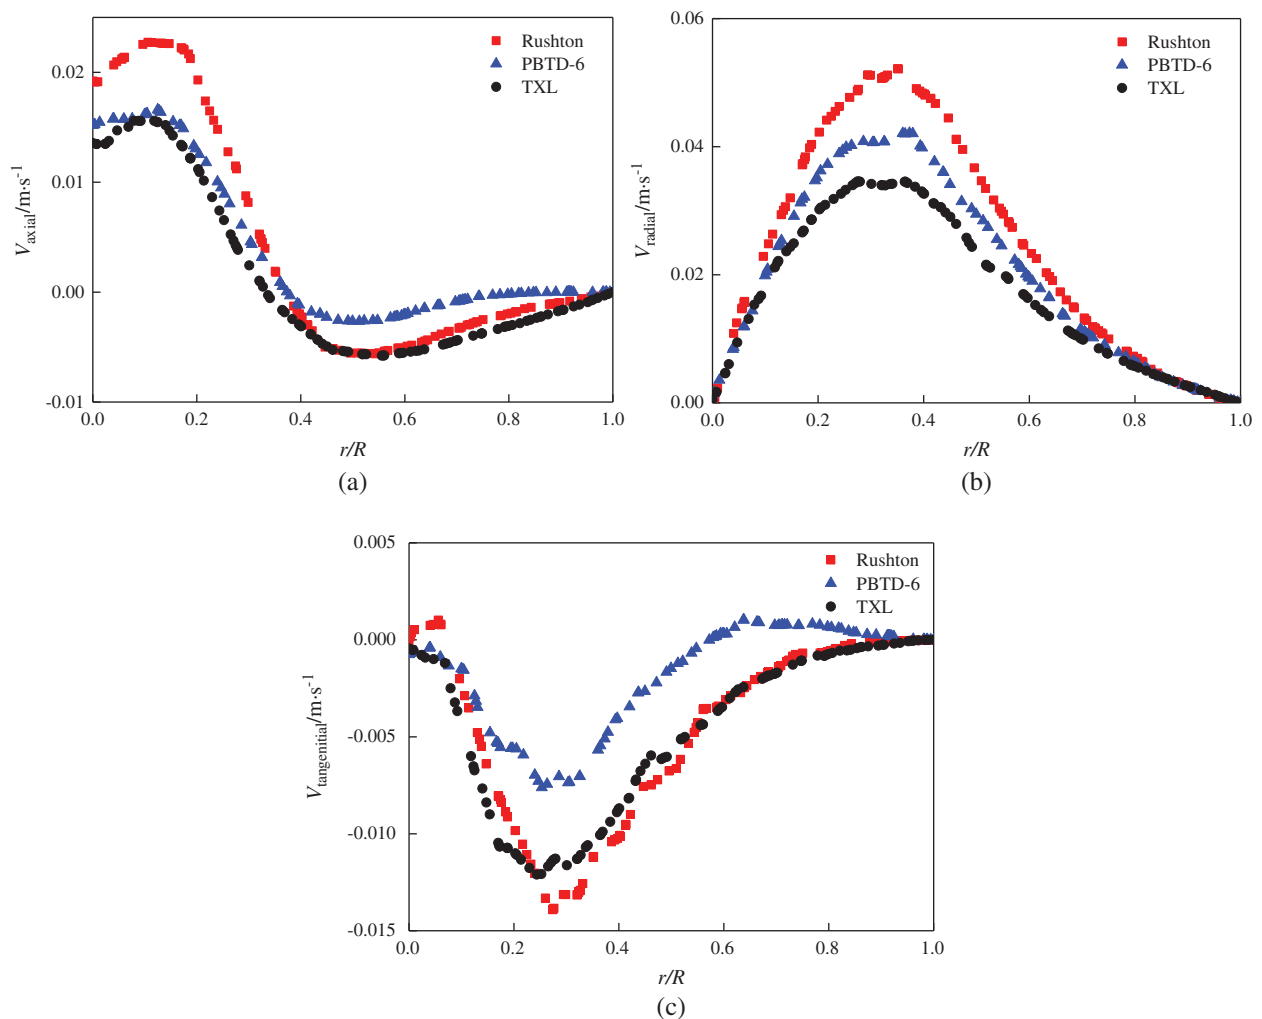 Rushton
PBTD-6
TXL
0.02
0.01
0.00
-0.01
V_axial/m·s⁻¹
0.0 0.2 0.4 0.6 0.8 1.0
r/R
(a)
Rushton
PBTD-6
TXL
0.06
0.04
0.02
0.00
V_radial/m·s⁻¹
0.0 0.2 0.4 0.6 0.8 1.0
r/R
(b)
Rushton
PBTD-6
TXL
0.005
0.000
-0.005
-0.010
-0.015
V_tangenitial/m·s⁻¹
0.0 0.2 0.4 0.6 0.8 1.0
r/R
(c)